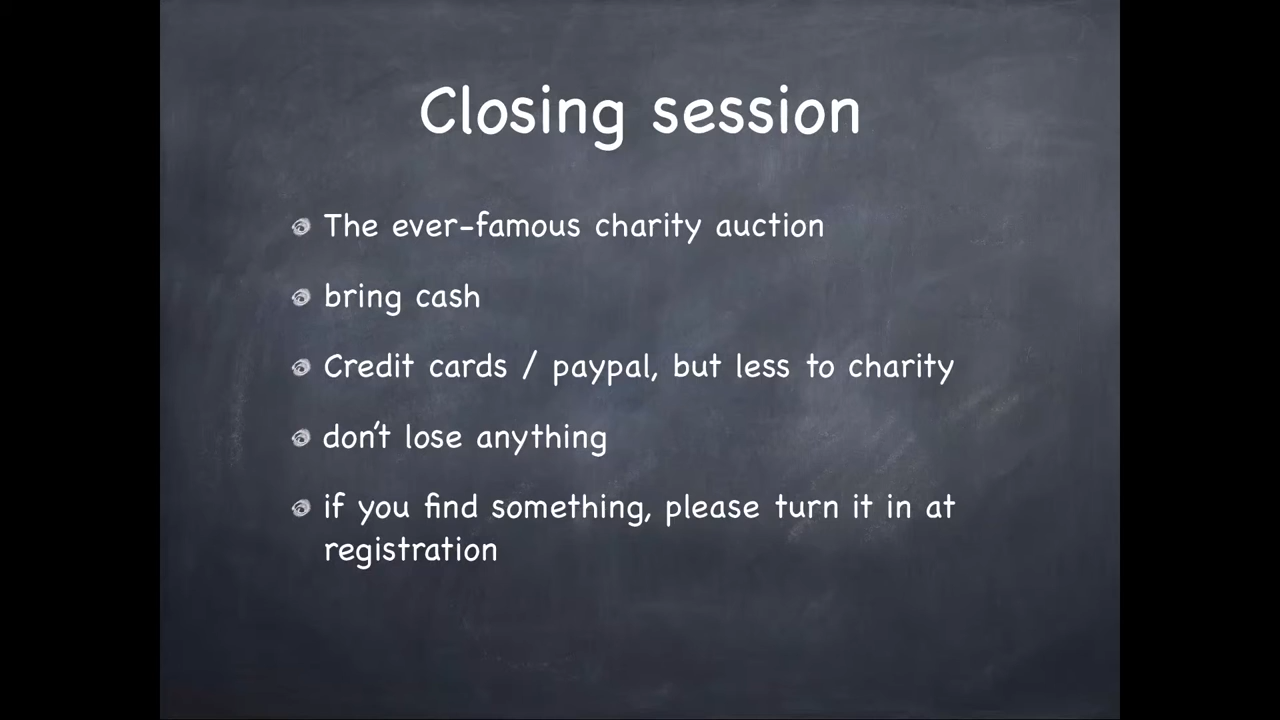 Closing session
The ever-famous charity auction
bring cash
Credit cards / paypal, but less to charity
don't lose anything
if you find something, please turn it in at
registration